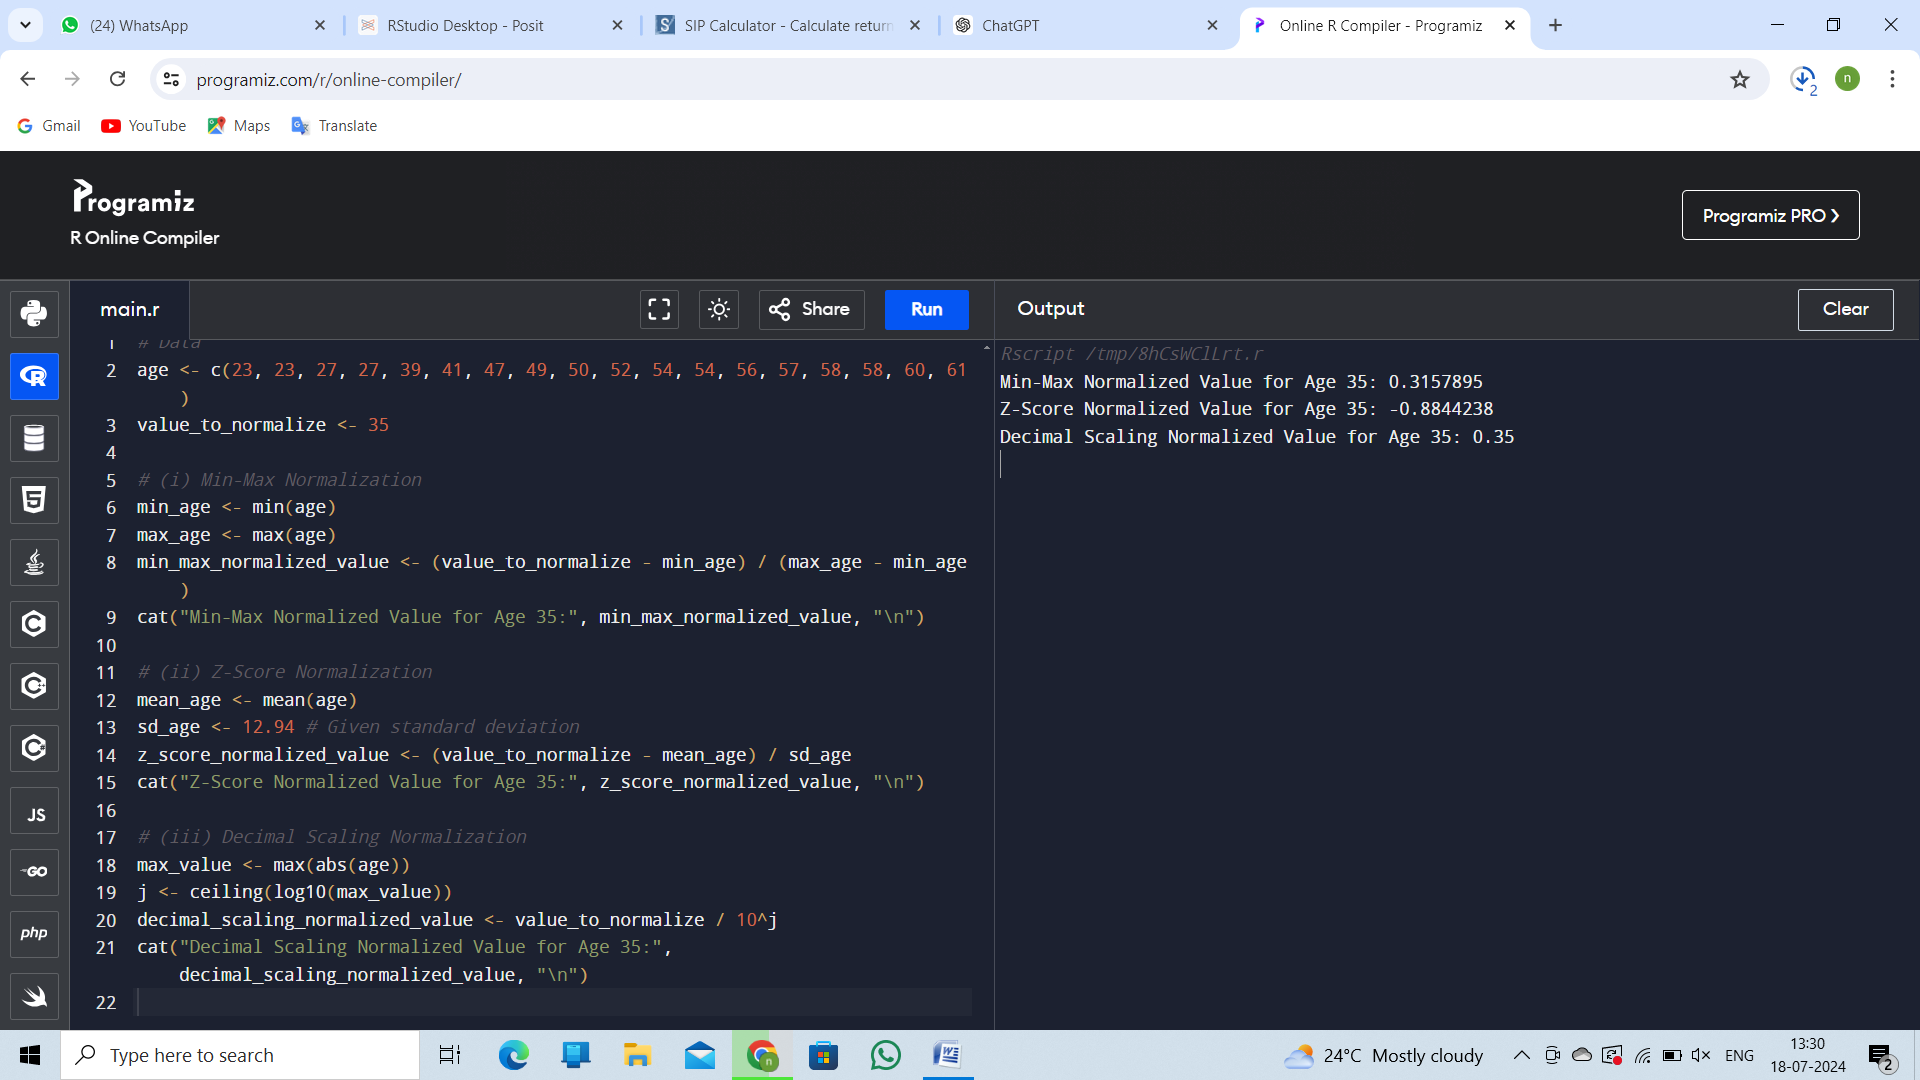 (24) WhatsApp
RStudio Desktop - Posit
SIP Calculator - Calculate return
ChatGPT
Online R Compiler - Programiz
programiz.com/r/online-compiler/
2
n
Gmail
YouTube
Maps
Translate
Programiz
R Online Compiler
Programiz PRO ❯
main.r
Share
Run
Output
Clear
1 # Data
2 age <- c(23, 23, 27, 27, 39, 41, 47, 49, 50, 52, 54, 54, 56, 57, 58, 58, 60, 61
)
3 value_to_normalize <- 35
4
5 # (i) Min-Max Normalization
6 min_age <- min(age)
7 max_age <- max(age)
8 min_max_normalized_value <- (value_to_normalize - min_age) / (max_age - min_age
)
9 cat("Min-Max Normalized Value for Age 35:", min_max_normalized_value, "\n")
10
11 # (ii) Z-Score Normalization
12 mean_age <- mean(age)
13 sd_age <- 12.94 # Given standard deviation
14 z_score_normalized_value <- (value_to_normalize - mean_age) / sd_age
15 cat("Z-Score Normalized Value for Age 35:", z_score_normalized_value, "\n")
16
17 # (iii) Decimal Scaling Normalization
18 max_value <- max(abs(age))
19 j <- ceiling(log10(max_value))
20 decimal_scaling_normalized_value <- value_to_normalize / 10^j
21 cat("Decimal Scaling Normalized Value for Age 35:",
decimal_scaling_normalized_value, "\n")
22
Rscript /tmp/8hCsWClLrt.r
Min-Max Normalized Value for Age 35: 0.3157895
Z-Score Normalized Value for Age 35: -0.8844238
Decimal Scaling Normalized Value for Age 35: 0.35
JS
GO
php
Type here to search
24°C Mostly cloudy
ENG
13:30
18-07-2024
2